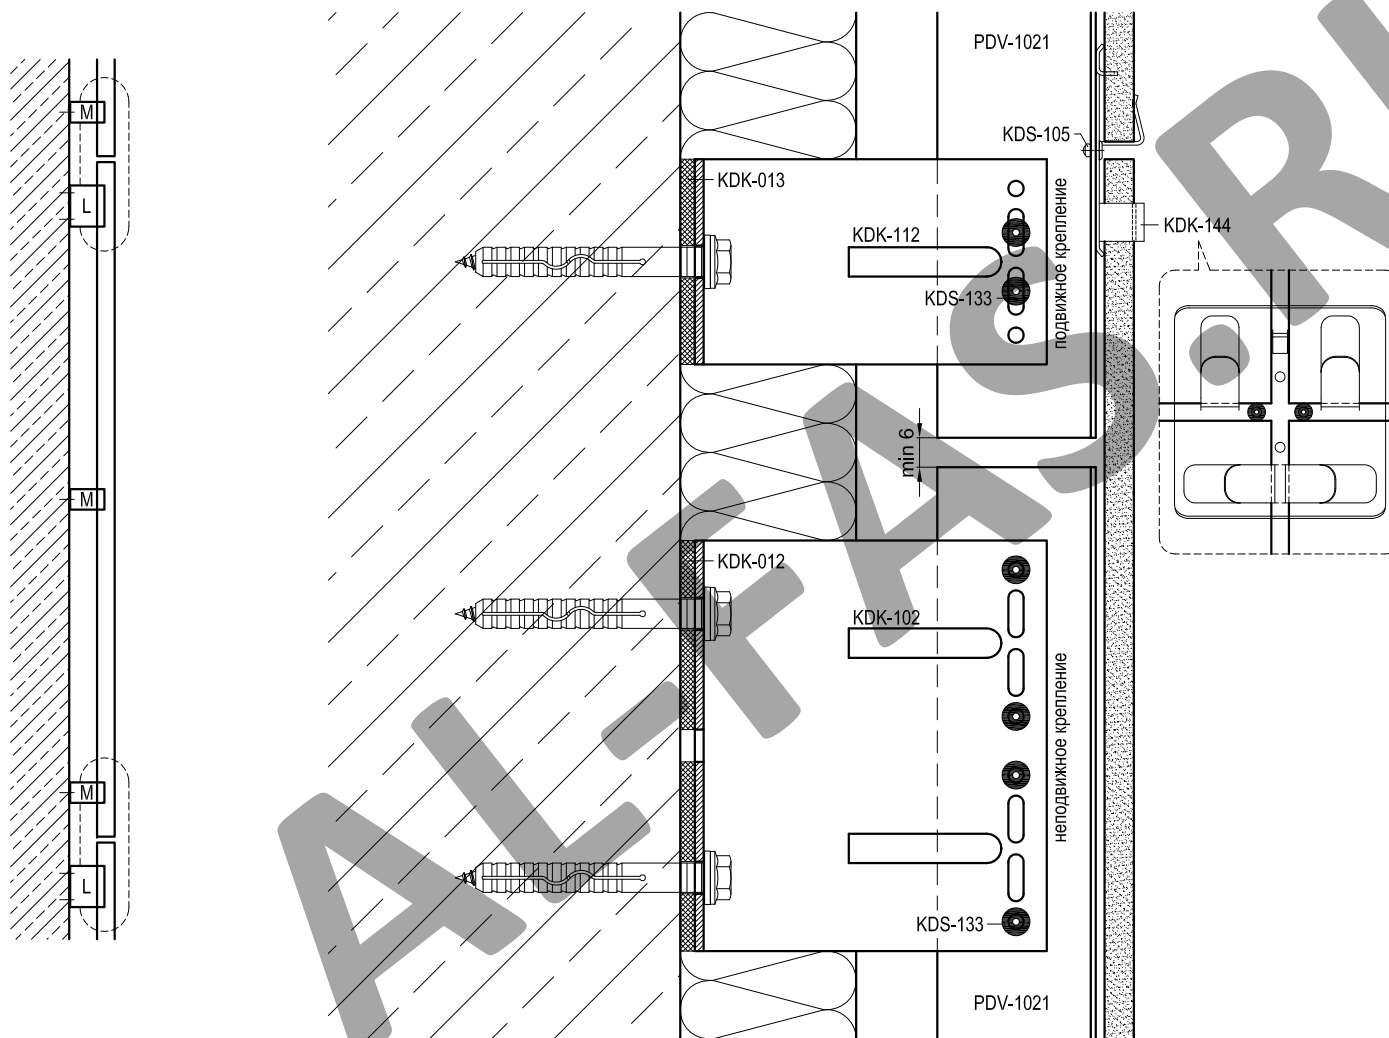 M
L
M
M
L
PDV-1021
KDS-105
KDK-013
KDK-112
KDS-133
подвижное крепление
KDK-144
min 6
KDK-012
KDK-102
неподвижное крепление
KDS-133
PDV-1021
AL-FAS.R